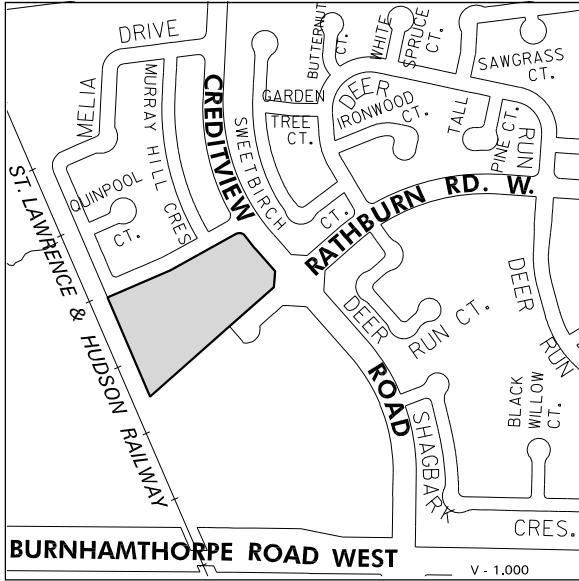 MELIA DRIVE
BUTTERNUT CT.
WHITE SPRUCE CT.
SAWGRASS CT.
MURRAY HILL CRES
CREDITVIEW
GARDEN TREE CT.
DEER
IRONWOOD CT.
TALL PINE CT.
RUN
SWEETBIRCH CT.
QUINPOOL CT.
RATHBURN RD. W.
ST. LAWRENCE & HUDSON RAILWAY
DEER RUN CT.
DEER RUN
ROAD
BLACK WILLOW CT.
SHAGBARK CRES.
BURNHAMTHORPE ROAD WEST
V - 1.000